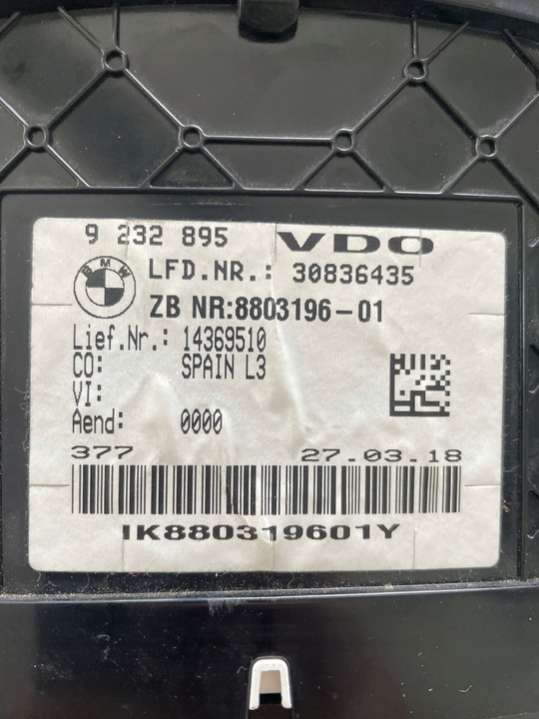 9 232 895 VDO
BMW LFD.NR.: 30836435
ZB NR:8803196-01
Lief.Nr.: 14369510
CO: SPAIN L3
VI:
Aend: 0000
377 27.03.18
IK880319601Y